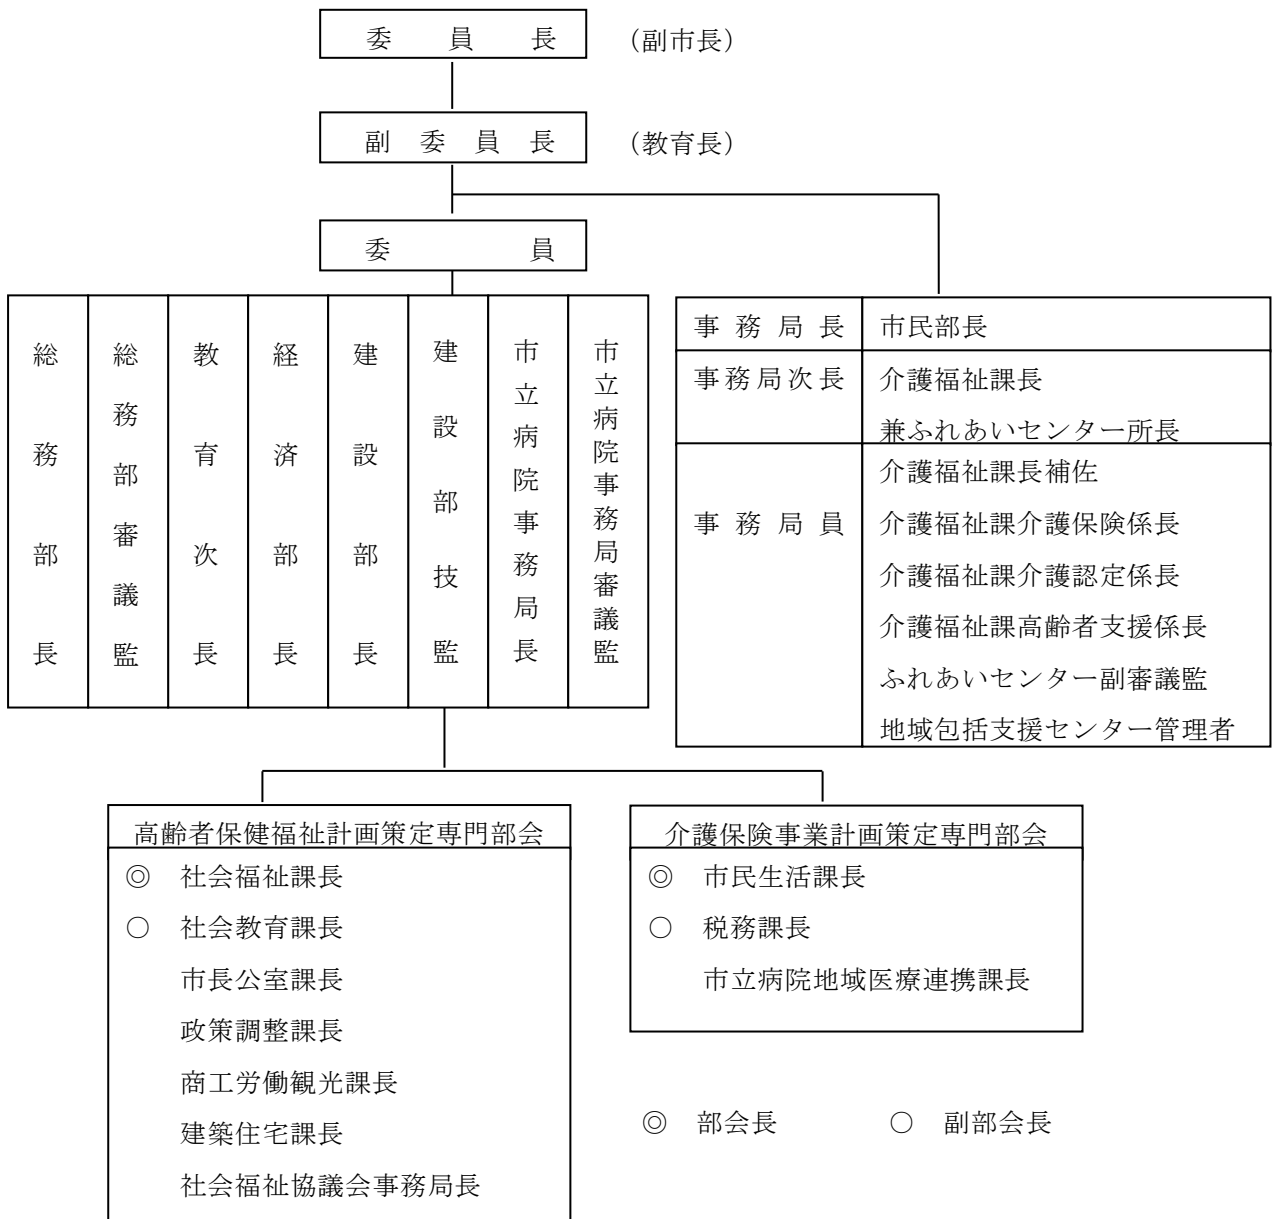 委員長 （副市長）
副委員長 （教育長）
委員
総務部長
総務部審議監
教育次長
経済部長
建設部長
建設部技監
市立病院事務局長
市立病院事務局審議監
事務局長 市民部長
事務局次長 介護福祉課長
兼ふれあいセンター所長
介護福祉課長補佐
事務局員 介護福祉課介護保険係長
介護福祉課介護認定係長
介護福祉課高齢者支援係長
ふれあいセンター副審議監
地域包括支援センター管理者
高齢者保健福祉計画策定専門部会
◎ 社会福祉課長
○ 社会教育課長
市長公室課長
政策調整課長
商工労働観光課長
建築住宅課長
社会福祉協議会事務局長
介護保険事業計画策定専門部会
◎ 市民生活課長
○ 税務課長
市立病院地域医療連携課長
◎ 部会長 ○ 副部会長